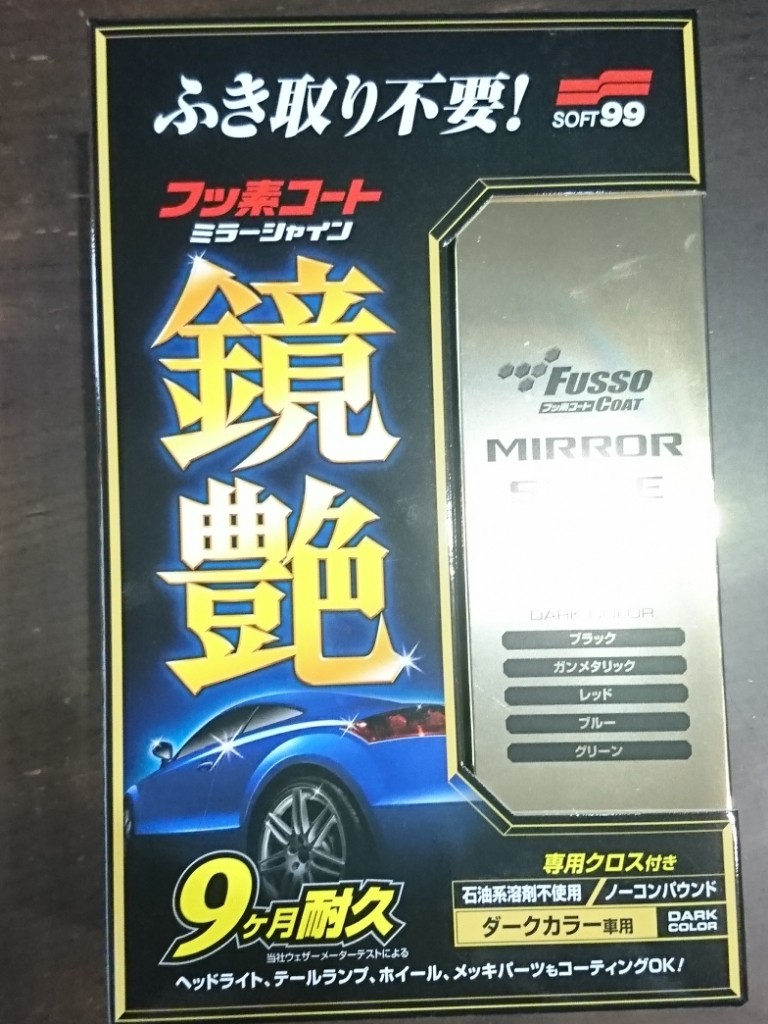 ふき取り不要!
SOFT99
フッ素コート
ミラーシャイン
鏡艶
FUSSO
フッ素コート COAT
MIRROR
DARK COLOR
ブラック
ガンメタリック
レッド
ブルー
グリーン
9ヶ月耐久
当社ウェザーメーターテストによる
専用クロス付き
石油系溶剤不使用/ノーコンパウンド
ダークカラー車用 DARK COLOR
ヘッドライト、テールランプ、ホイール、メッキパーツもコーティングOK!